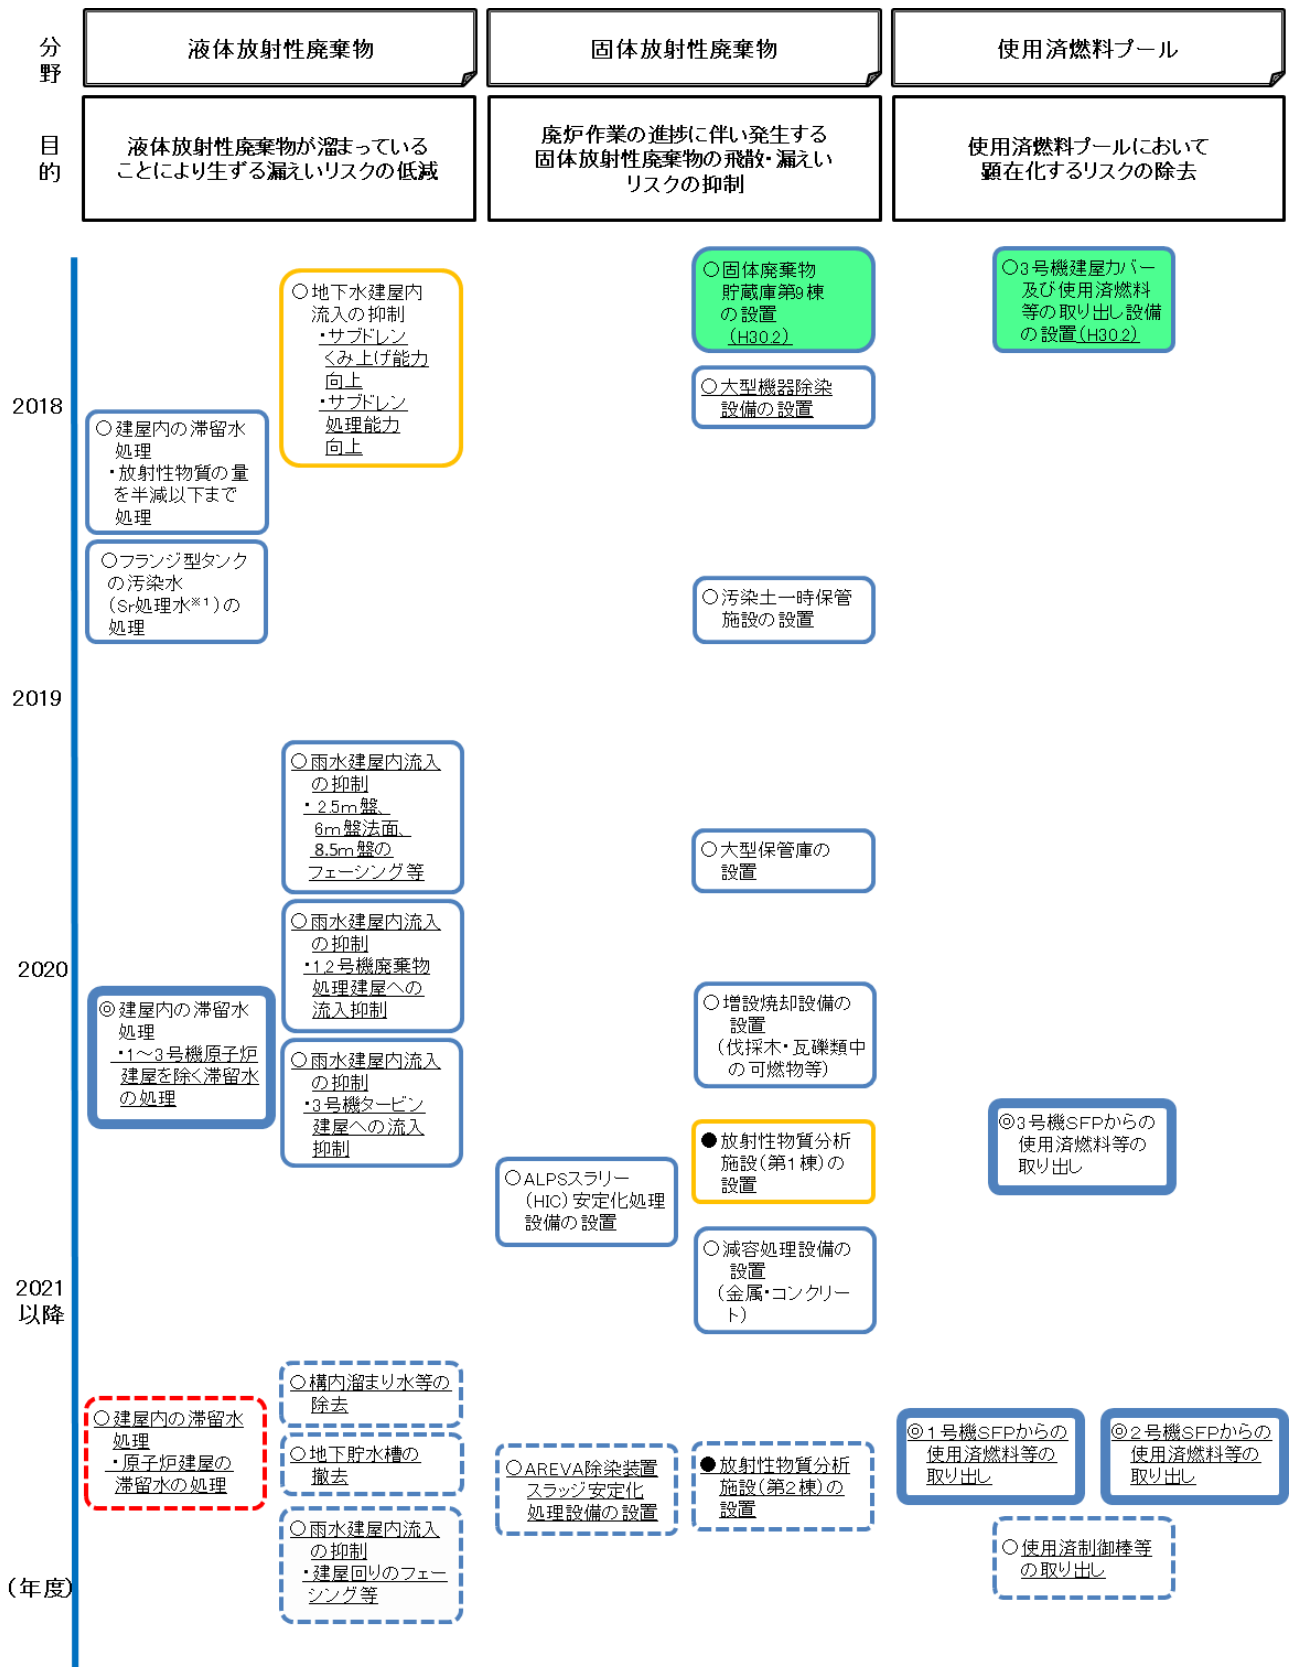 分
野
液体放射性廃棄物
固体放射性廃棄物
使用済燃料プール
目
的
液体放射性廃棄物が溜まっている
ことにより生ずる漏えいリスクの低減
廃炉作業の進捗に伴い発生する
固体放射性廃棄物の飛散・漏えい
リスクの抑制
使用済燃料プールにおいて
顕在化するリスクの除去
○地下水建屋内
流入の抑制
・サブドレン
くみ上げ能力
向上
・サブドレン
処理能力
向上
○固体廃棄物
貯蔵庫第9棟
の設置
(H30.2)
○3号機建屋カバー
及び使用済燃料
等の取り出し設備
の設置(H30.2)
○大型機器除染
設備の設置
2018
○建屋内の滞留水
処理
・放射性物質の量
を半減以下まで
処理
○フランジ型タンク
の汚染水
(Sr処理水※1)の
処理
○汚染土一時保管
施設の設置
2019
○雨水建屋内流入
の抑制
・2.5m盤、
6m盤法面、
8.5m盤の
フェーシング等
○大型保管庫の
設置
○雨水建屋内流入
の抑制
・1,2号機廃棄物
処理建屋への
流入抑制
2020
◎建屋内の滞留水
処理
・1～3号機原子炉
建屋を除く滞留水
の処理
○増設焼却設備の
設置
(伐採木・瓦礫類中
の可燃物等)
○雨水建屋内流入
の抑制
・3号機タービン
建屋への流入
抑制
●放射性物質分析
施設(第1棟)の
設置
◎3号機SFPからの
使用済燃料等の
取り出し
○ALPSスラリー
(HIC)安定化処理
設備の設置
○減容処理設備の
設置
(金属・コンクリー
ト)
2021
以降
○構内溜まり水等の
除去
○建屋内の滞留水
処理
・原子炉建屋の
滞留水の処理
○地下貯水槽の
撤去
○AREVA除染装置
スラッジ安定化
処理設備の設置
●放射性物質分析
施設(第2棟)の
設置
◎1号機SFPからの
使用済燃料等の
取り出し
◎2号機SFPからの
使用済燃料等の
取り出し
○雨水建屋内流入
の抑制
・建屋回りのフェー
シング等
○使用済制御棒等
の取り出し
(年度)